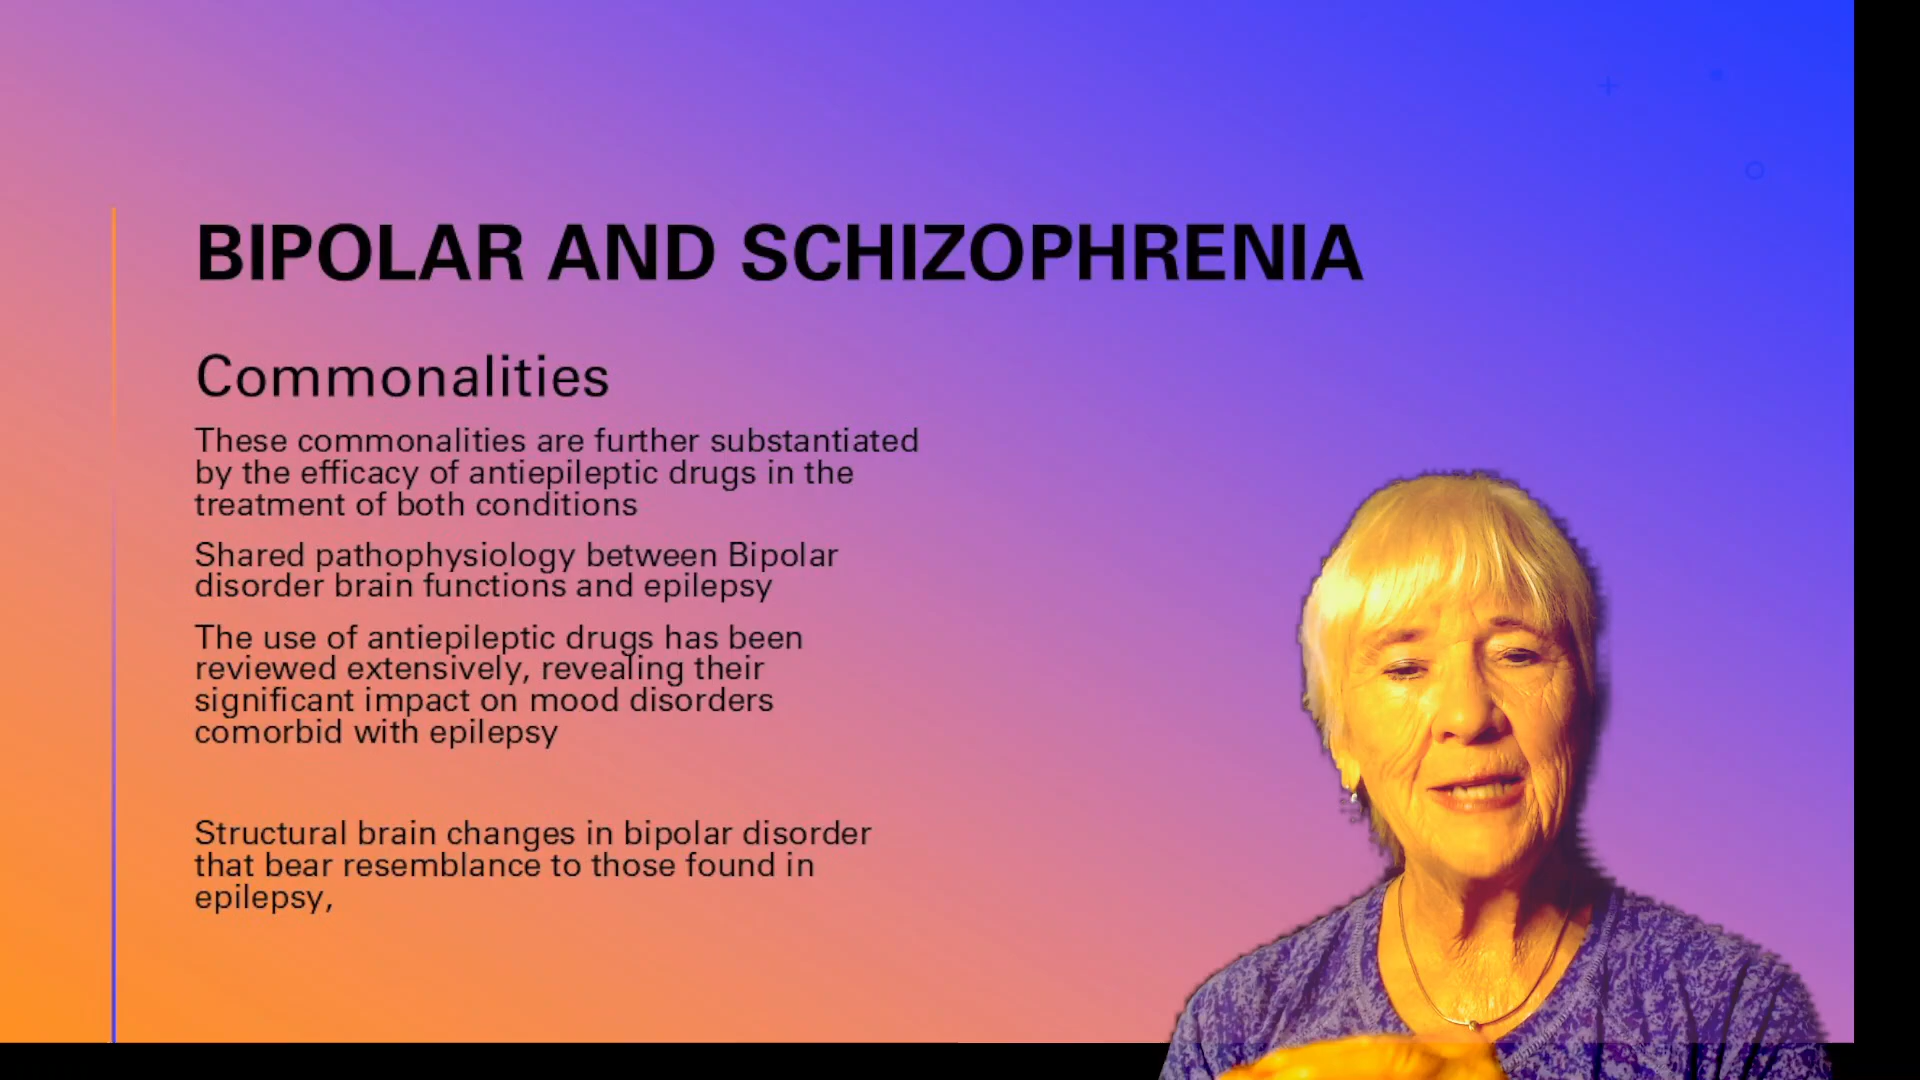 BIPOLAR AND SCHIZOPHRENIA
Commonalities
These commonalities are further substantiated
by the efficacy of antiepileptic drugs in the
treatment of both conditions
Shared pathophysiology between Bipolar
disorder brain functions and epilepsy
The use of antiepileptic drugs has been
reviewed extensively, revealing their
significant impact on mood disorders
comorbid with epilepsy
Structural brain changes in bipolar disorder
that bear resemblance to those found in
epilepsy,